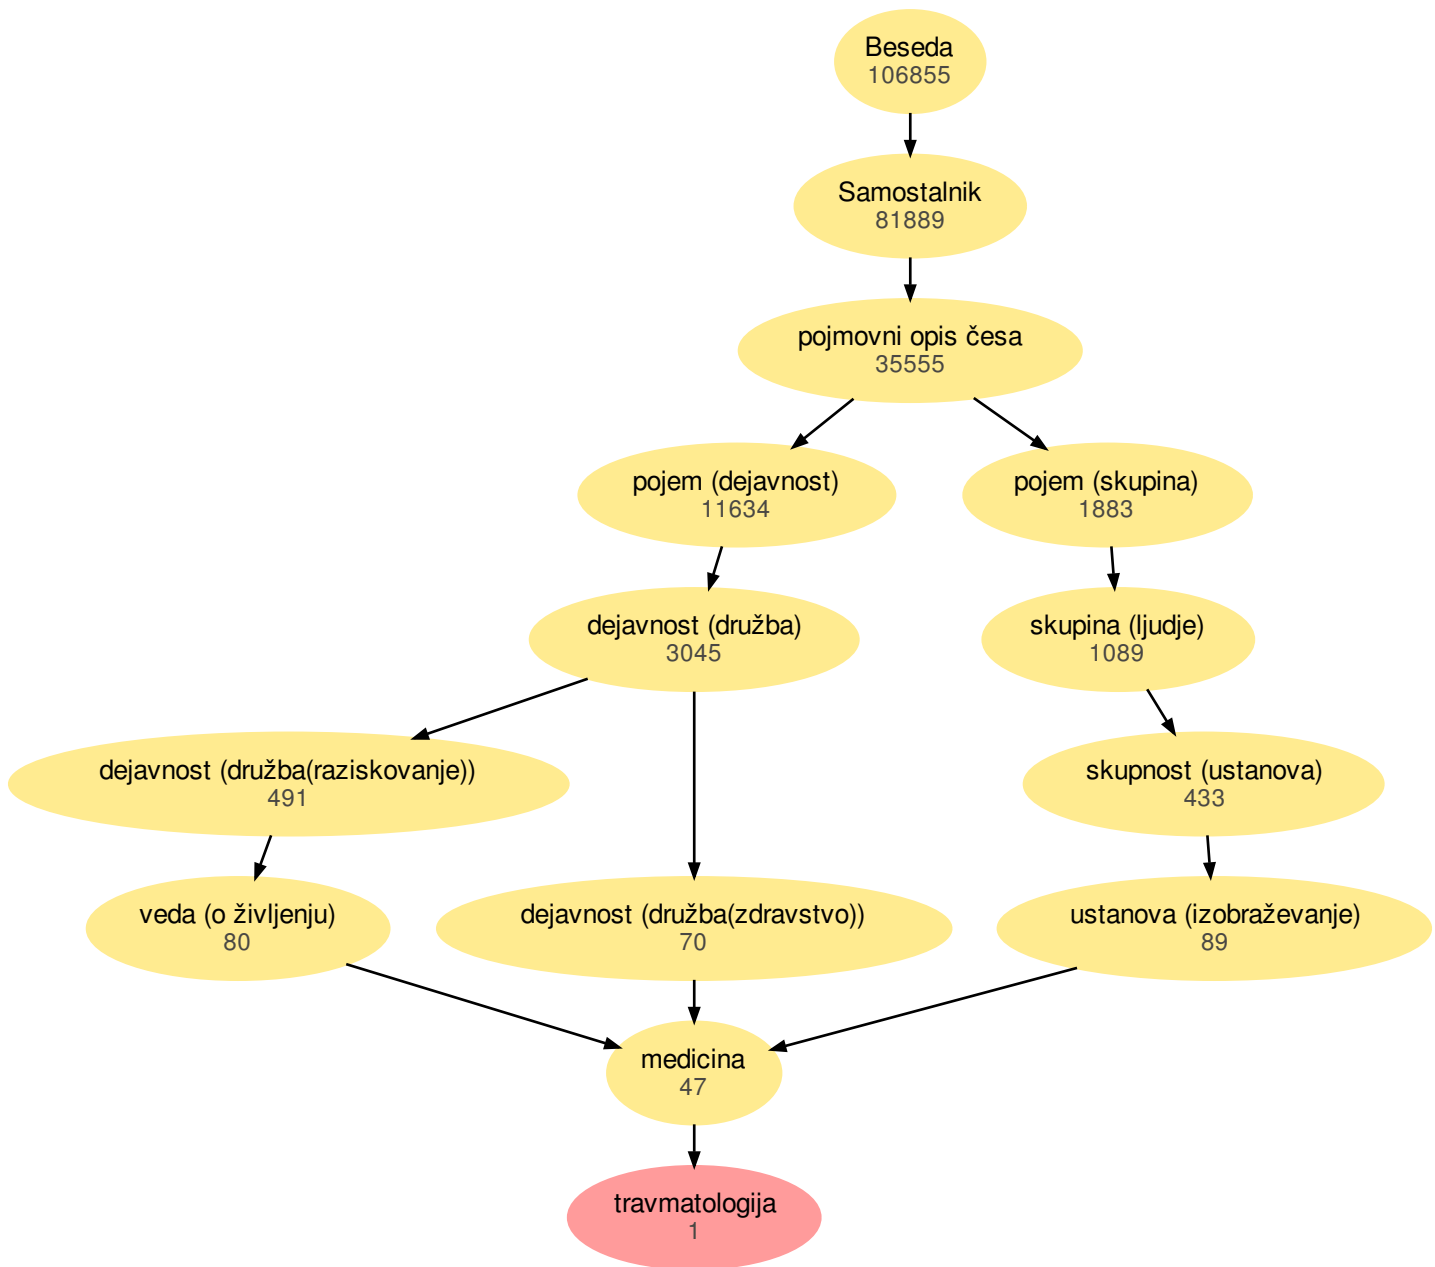 Beseda
106855
Samostalnik
81889
pojmovni opis česa
35555
pojem (dejavnost)
11634
pojem (skupina)
1883
dejavnost (družba)
3045
skupina (ljudje)
1089
dejavnost (družba(raziskovanje))
491
skupnost (ustanova)
433
veda (o življenju)
80
dejavnost (družba(zdravstvo))
70
ustanova (izobraževanje)
89
medicina
47
travmatologija
1